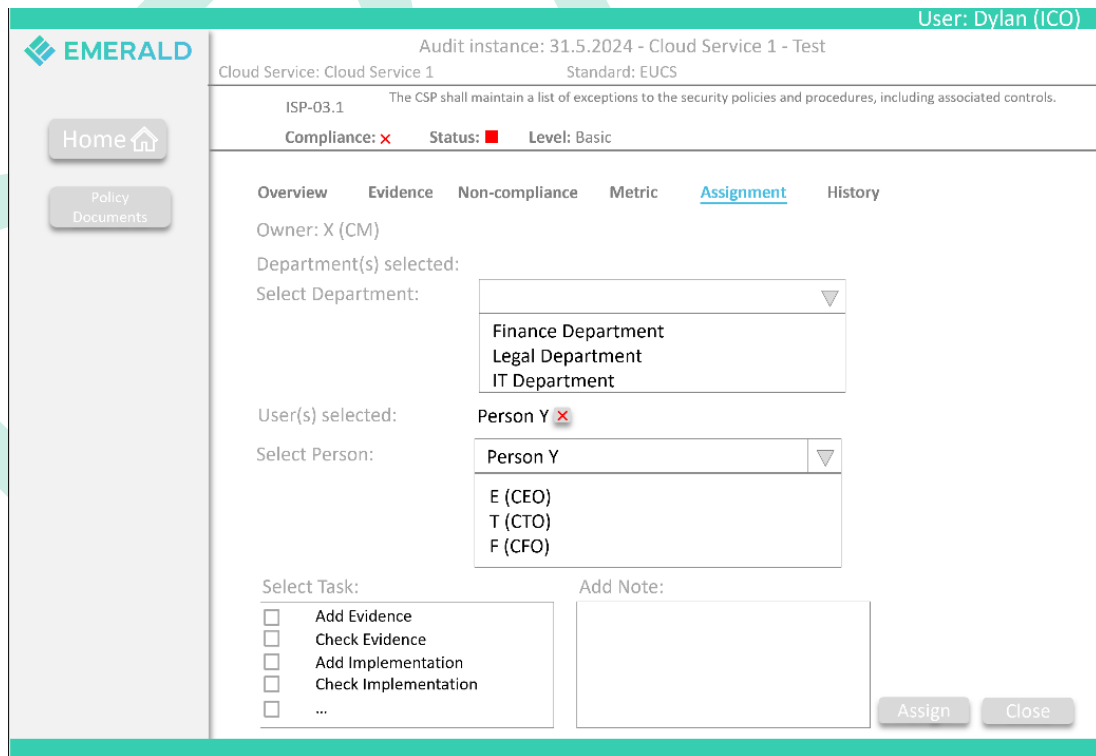 User: Dylan (ICO)
EMERALD
Audit instance: 31.5.2024 - Cloud Service 1 - Test
Cloud Service: Cloud Service 1 Standard: EUCS
ISP-03.1 The CSP shall maintain a list of exceptions to the security policies and procedures, including associated controls.
Compliance: Status: Level: Basic
Home
Policy
Documents
Overview Evidence Non-compliance Metric Assignment History
Owner: X (CM)
Department(s) selected:
Select Department:
Finance Department
Legal Department
IT Department
User(s) selected: Person Y
Select Person: Person Y
E (CEO)
T (CTO)
F (CFO)
Select Task: Add Note:
Add Evidence
Check Evidence
Add Implementation
Check Implementation
...
Assign Close